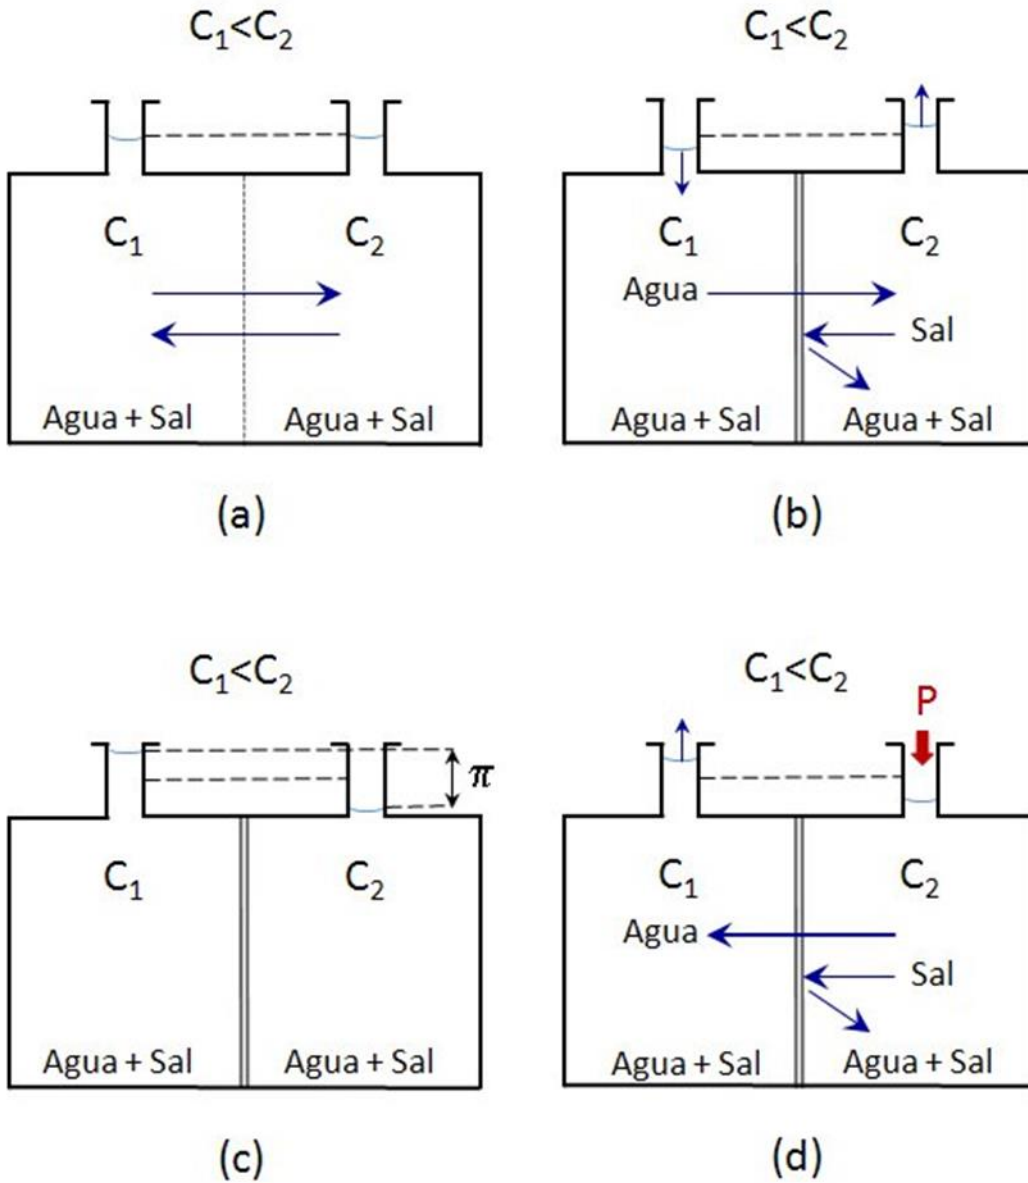 C₁<C₂
C₁<C₂
C₁
C₂
Agua + Sal
Agua + Sal
(a)
C₁
C₂
Agua
Sal
Agua + Sal
Agua + Sal
(b)
C₁<C₂
C₁<C₂
π
C₁
C₂
Agua + Sal
Agua + Sal
(c)
P
C₁
C₂
Agua
Sal
Agua + Sal
Agua + Sal
(d)